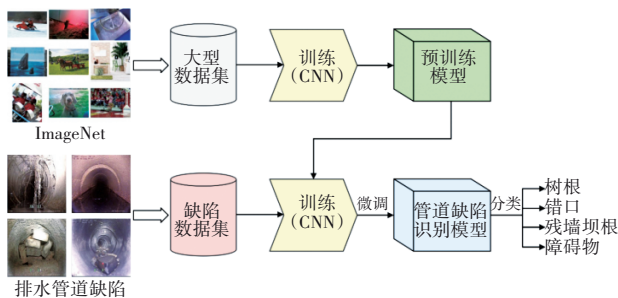 大型
数据集
训练
(CNN)
预训练
模型
ImageNet
缺陷
数据集
训练
(CNN)
微调
管道缺陷
识别模型
分类
树根
错口
残墙坝根
障碍物
排水管道缺陷